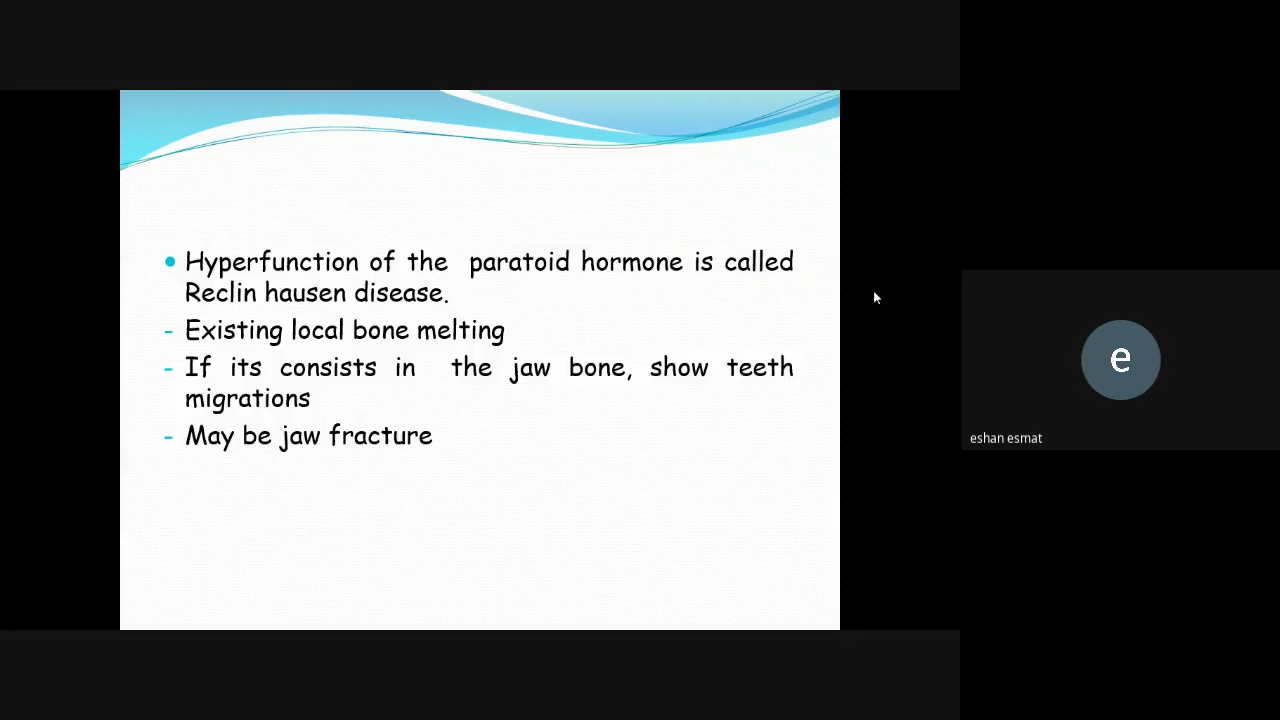 • Hyperfunction of the paratoid hormone is called
Reclin hausen disease.
- Existing local bone melting
- If its consists in the jaw bone, show teeth
migrations
- May be jaw fracture
e
eshan esmat